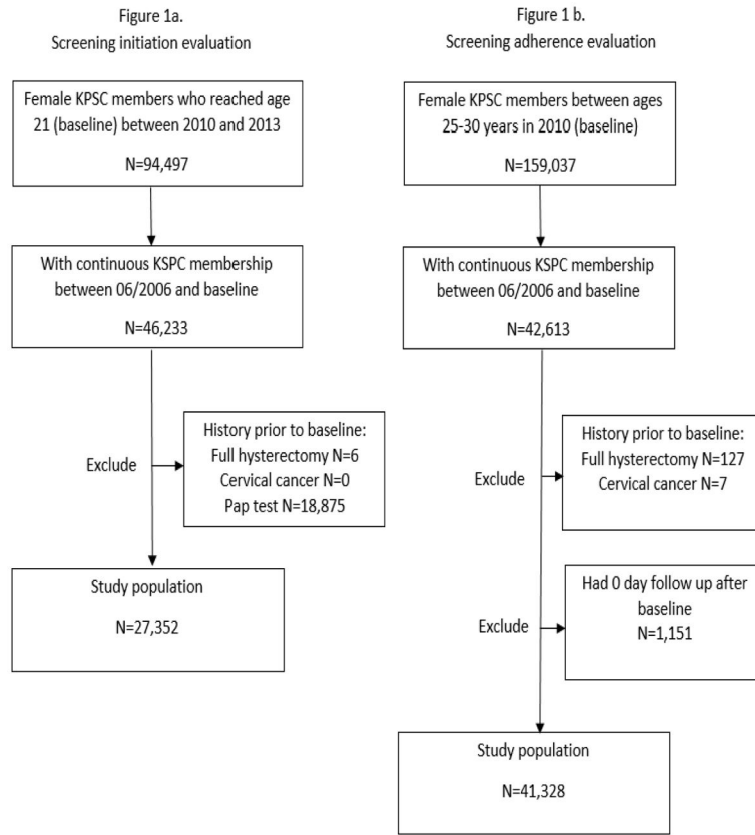 Figure 1a.
Screening initiation evaluation
Female KPSC members who reached age
21 (baseline) between 2010 and 2013
N=94,497
With continuous KSPC membership
between 06/2006 and baseline
N=46,233
Exclude
History prior to baseline:
Full hysterectomy N=6
Cervical cancer N=0
Pap test N=18,875
Study population
N=27,352
Figure 1 b.
Screening adherence evaluation
Female KPSC members between ages
25-30 years in 2010 (baseline)
N=159,037
With continuous KSPC membership
between 06/2006 and baseline
N=42,613
Exclude
History prior to baseline:
Full hysterectomy N=127
Cervical cancer N=7
Exclude
Had 0 day follow up after
baseline
N=1,151
Study population
N=41,328